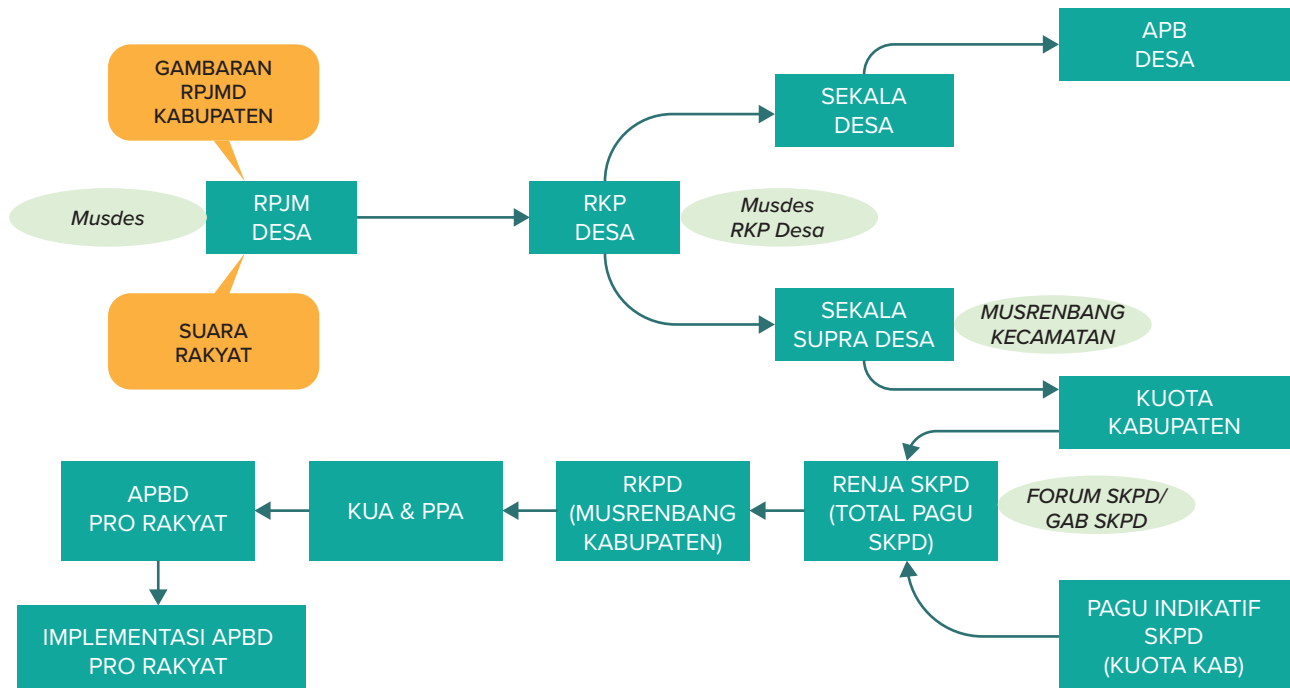 APB
DESA
GAMBARAN
RPJMD
KABUPATEN
SEKALA
DESA
Musdes
RPJM
DESA
RKP
DESA
Musdes
RKP Desa
SUARA
RAKYAT
SEKALA
SUPRA DESA
MUSRENBANG
KECAMATAN
KUOTA
KABUPATEN
APBD
PRO RAKYAT
KUA & PPA
RKPD
(MUSRENBANG
KABUPATEN)
RENJA SKPD
(TOTAL PAGU
SKPD)
FORUM SKPD/
GAB SKPD
IMPLEMENTASI APBD
PRO RAKYAT
PAGU INDIKATIF
SKPD
(KUOTA KAB)